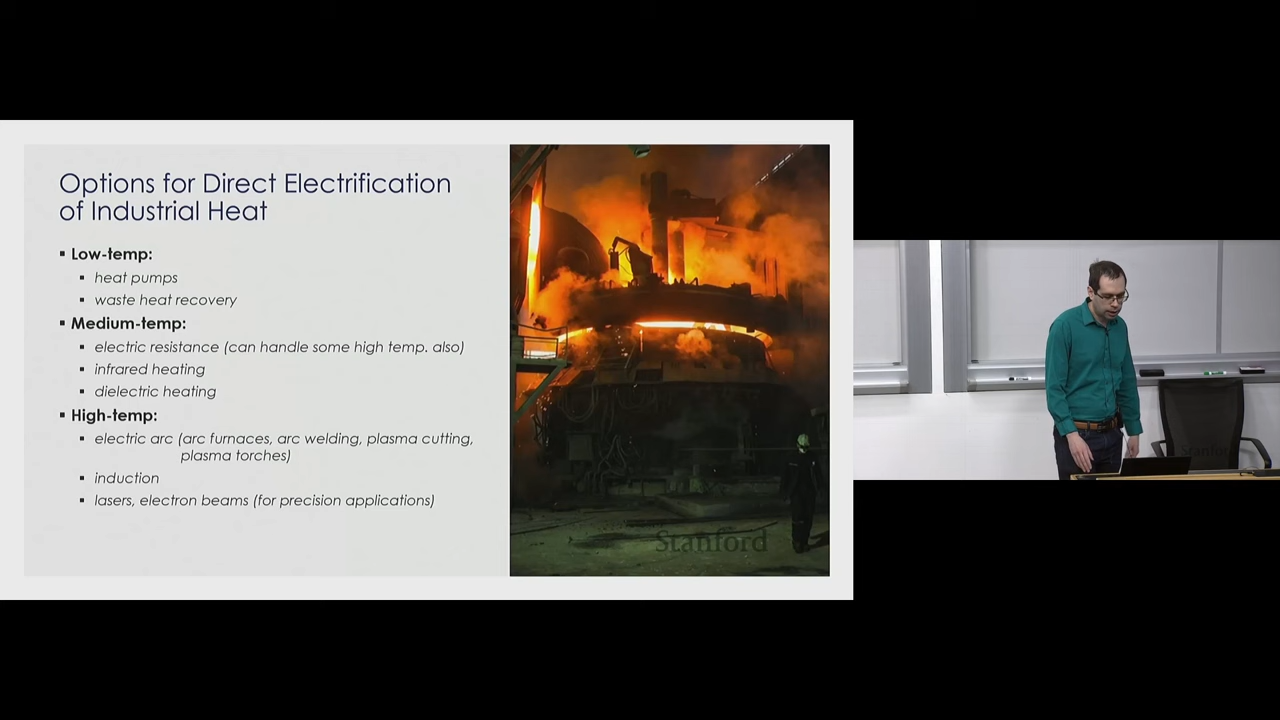 Options for Direct Electrification
of Industrial Heat
▪ Low-temp:
▪ heat pumps
▪ waste heat recovery
▪ Medium-temp:
▪ electric resistance (can handle some high temp. also)
▪ infrared heating
▪ dielectric heating
▪ High-temp:
▪ electric arc (arc furnaces, arc welding, plasma cutting,
plasma torches)
▪ induction
▪ lasers, electron beams (for precision applications)
Stanford
Stanford